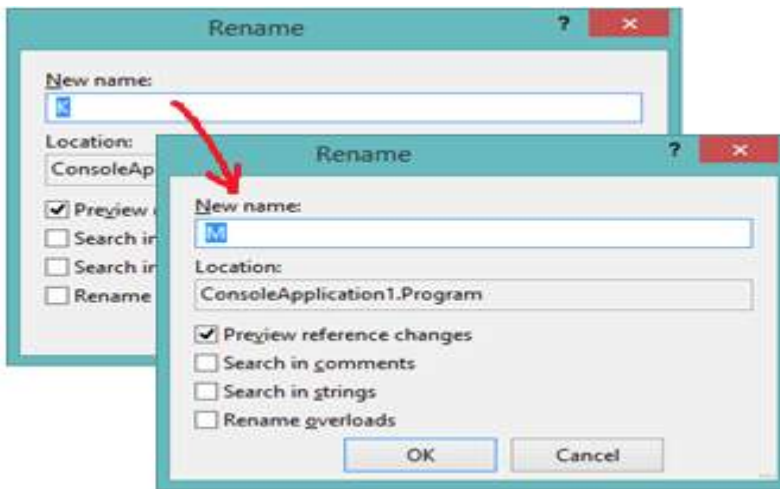 Rename
?
New name:
K
Location:
ConsoleAp
Preview
Search in
Search in
Rename
Rename
?
New name:
M
Location:
ConsoleApplication1.Program
Preview reference changes
Search in comments
Search in strings
Rename overloads
OK Cancel